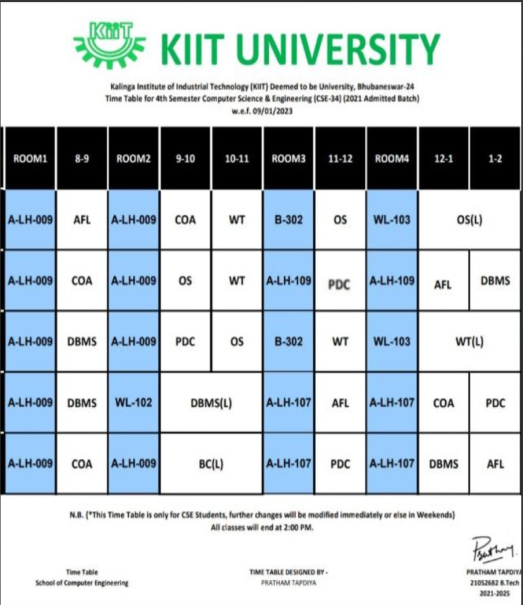 KiiT KIIT UNIVERSITY
Kalinga Institute of Industrial Technology (KIIT) Deemed to be University, Bhubaneswar-24
Time Table for 4th Semester Computer Science & Engineering (CSE-34) (2021 Admitted Batch)
w.e.f. 09/01/2023
ROOM1 8-9 ROOM2 9-10 10-11 ROOM3 11-12 ROOM4 12-1 1-2
A-LH-009 AFL A-LH-009 COA WT B-302 OS WL-103 OS(L)
A-LH-009 COA A-LH-009 OS WT A-LH-109 PDC A-LH-109 AFL DBMS
A-LH-009 DBMS A-LH-009 PDC OS B-302 WT WL-103 WT(L)
A-LH-009 DBMS WL-102 DBMS(L) A-LH-107 AFL A-LH-107 COA PDC
A-LH-009 COA A-LH-009 BC(L) A-LH-107 PDC A-LH-107 DBMS AFL
N.B. (*This Time Table is only for CSE Students, further changes will be modified immediately or else in Weekends)
All classes will end at 2:00 PM.
Time Table
School of Computer Engineering
TIME TABLE DESIGNED BY -
PRATHAM TAPDIYA
PRATHAM TAPDIYA
21052682 B.Tech
2021-2025